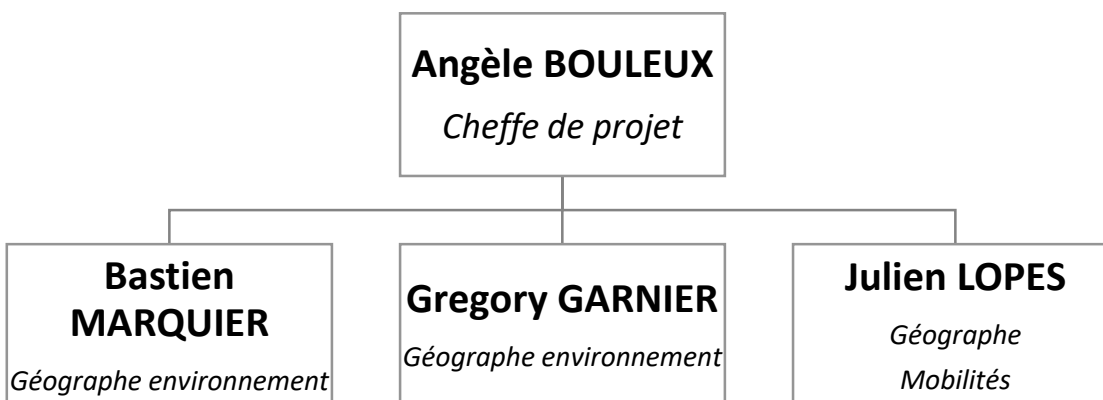 Angèle BOULEUX
Cheffe de projet
Bastien
MARQUIER
Géographe environnement
Gregory GARNIER
Géographe environnement
Julien LOPES
Géographe
Mobilités